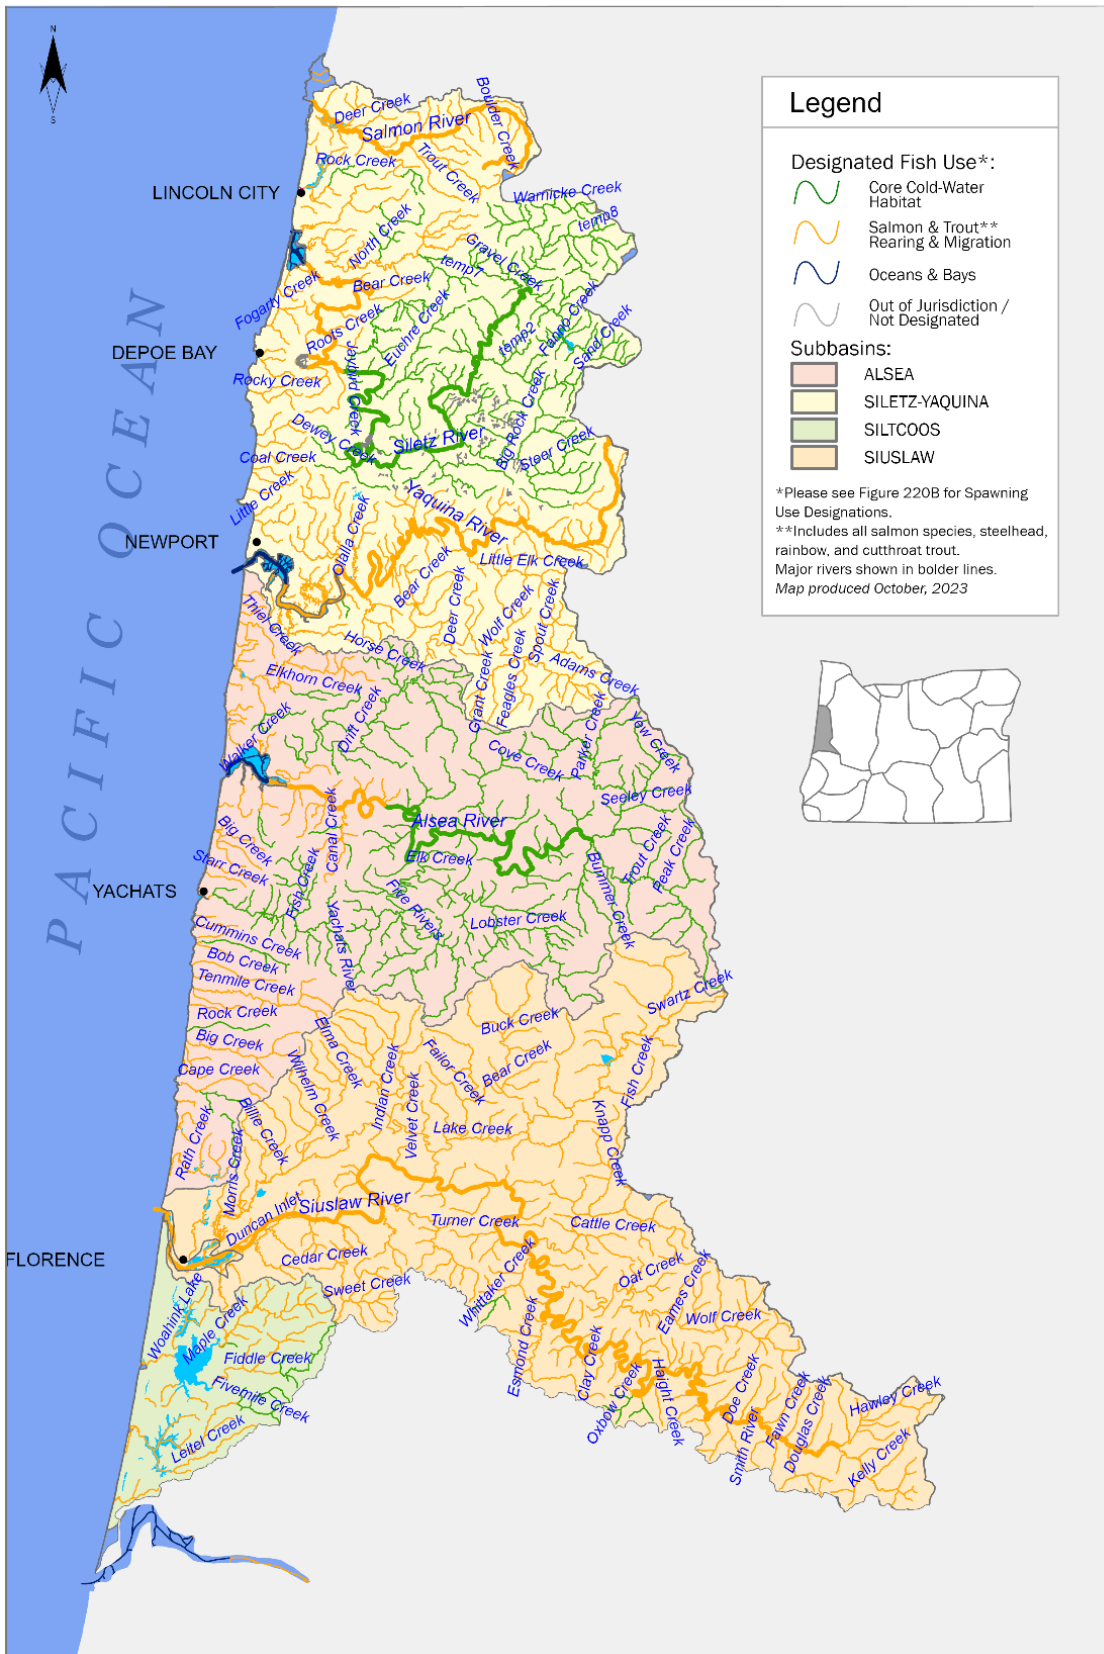 N
S
Legend
Designated Fish Use*:
Core Cold-Water
Habitat
Salmon & Trout**
Rearing & Migration
Oceans & Bays
Out of Jurisdiction /
Not Designated
Subbasins:
ALSEA
SILETZ-YAQUINA
SILTCOOS
SIUSLAW
*Please see Figure 220B for Spawning
Use Designations.
**Includes all salmon species, steelhead,
rainbow, and cutthroat trout.
Major rivers shown in bolder lines.
Map produced October, 2023
PACIFIC OCEAN
Deer Creek
Boulder Creek
Salmon River
Rock Creek
Trout Creek
LINCOLN CITY
Warnicke Creek
temp8
North Creek
Gravel Creek
temp7
Bear Creek
Fogarty Creek
Euchre Creek
Fanno Creek
Roots Creek
temp2
Sand Creek
DEPOE BAY
Rocky Creek
Jaybird Creek
Big Rock Creek
Dewey Creek
Siletz River
Steer Creek
Coal Creek
Little Creek
Yaquina River
Olalla Creek
NEWPORT
Little Elk Creek
Bear Creek
Deer Creek
Wolf Creek
Spout Creek
Thiel Creek
Horse Creek
Adams Creek
Elkhorn Creek
Grant Creek
Feagles Creek
Drift Creek
Parker Creek
Yew Creek
Walker Creek
Cove Creek
Seeley Creek
Canal Creek
Alsea River
Big Creek
Trout Creek
Peak Creek
Starr Creek
Elk Creek
Fish Creek
Bummer Creek
YACHATS
Five Rivers
Lobster Creek
Yachats River
Cummins Creek
Bob Creek
Tenmile Creek
Swartz Creek
Rock Creek
Buck Creek
Elma Creek
Big Creek
Failor Creek
Bear Creek
Fish Creek
Cape Creek
Wilhelm Creek
Indian Creek
Velvet Creek
Billie Creek
Lake Creek
Knapp Creek
Rath Creek
Morris Creek
Duncan Inlet
Siuslaw River
Turner Creek
Cattle Creek
FLORENCE
Cedar Creek
Sweet Creek
Whittaker Creek
Oat Creek
Eames Creek
Woahink Lake
Maple Creek
Wolf Creek
Esmond Creek
Fiddle Creek
Clay Creek
Haight Creek
Fivemile Creek
Oxbow Creek
Doe Creek
Fawn Creek
Hawley Creek
Leitel Creek
Smith River
Douglas Creek
Kelly Creek